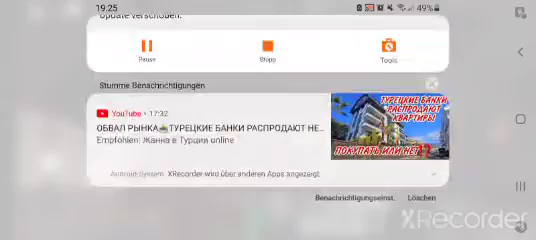 19:25
49%
Update verschoben.
Pause
Stopp
Tools
Stumme Benachrichtigungen
YouTube • 17:32
ОБВАЛ РЫНКА ТУРЕЦКИЕ БАНКИ РАСПРОДАЮТ НЕ...
Empfohlen: Жанна в Турции online
ТУРЕЦКИЕ БАНКИ
РАСПРОДАЮТ
КВАРТИРЫ
ПОКУПАТЬ ИЛИ НЕТ?
Android-System XRecorder wird über anderen Apps angezeigt
Benachrichtigungseinst.
Löschen
XRecorder